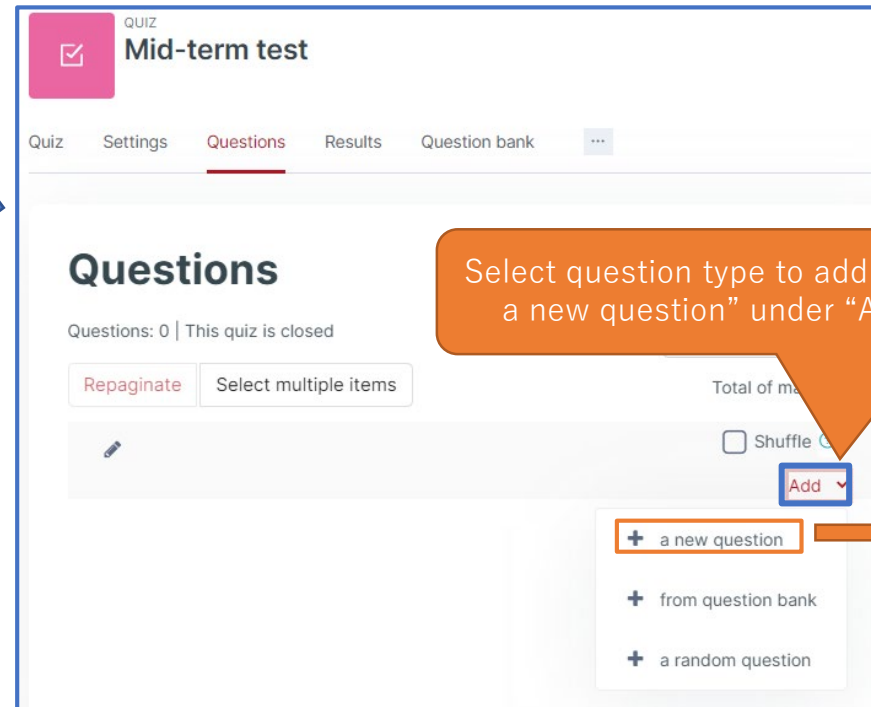 QUIZ
Mid-term test
Quiz Settings Questions Results Question bank ...
Questions
Select question type to add
a new question” under “A
Questions: 0 | This quiz is closed
Repaginate Select multiple items
Total of
Shuffle
Add
a new question
from question bank
a random question